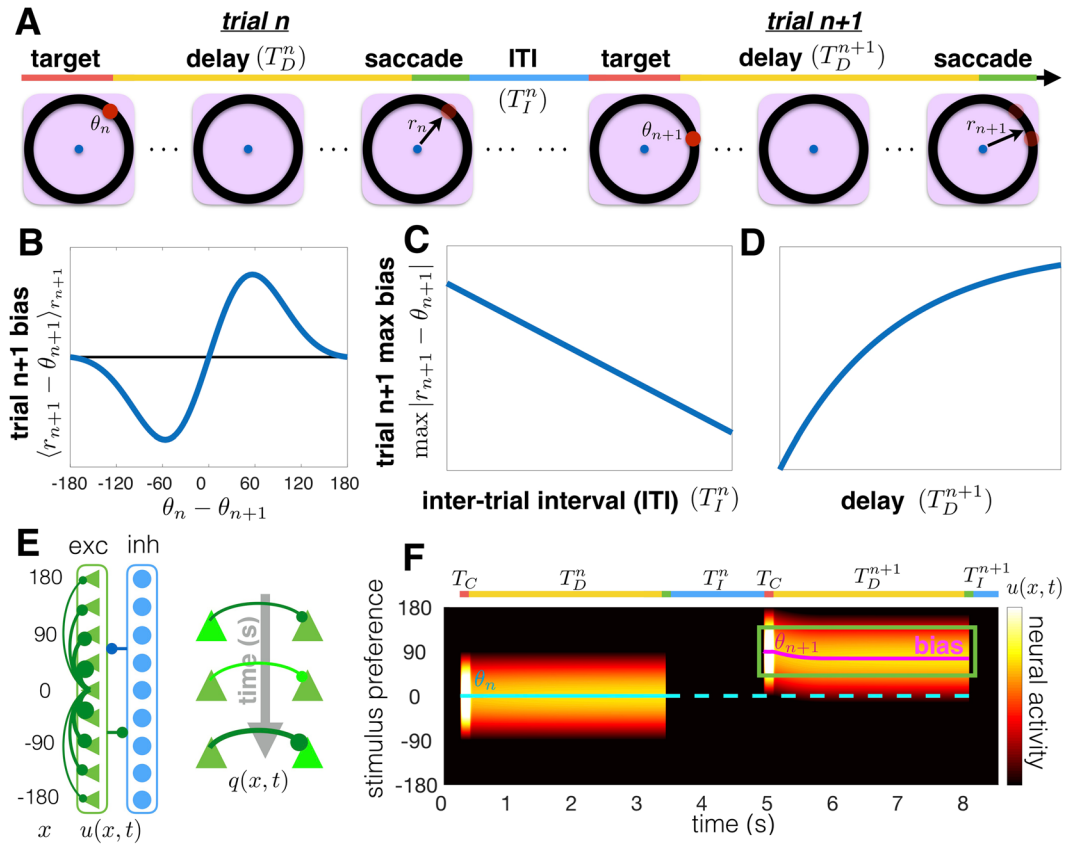 A
trial n
trial n+1
target
delay (T_D^n)
saccade
ITI
target
delay (T_D^{n+1})
saccade
(T_I^n)
θ_n
r_n
θ_{n+1}
r_{n+1}
B
trial n+1 bias
⟨r_{n+1} − θ_{n+1}⟩_{r_{n+1}}
-180 -120 -60 0 60 120 180
θ_n − θ_{n+1}
C
trial n+1 max bias
max |r_{n+1} − θ_{n+1}|
inter-trial interval (ITI) (T_I^n)
D
delay (T_D^{n+1})
E
exc inh
180
90
0
-90
-180
x u(x, t)
time (s)
q(x, t)
F
T_C T_D^n T_I^n T_C T_D^{n+1} T_I^{n+1} u(x, t)
stimulus preference
180
90
0
-90
-180
θ_n
θ_{n+1}
bias
0 1 2 3 4 5 6 7 8
time (s)
neural activity